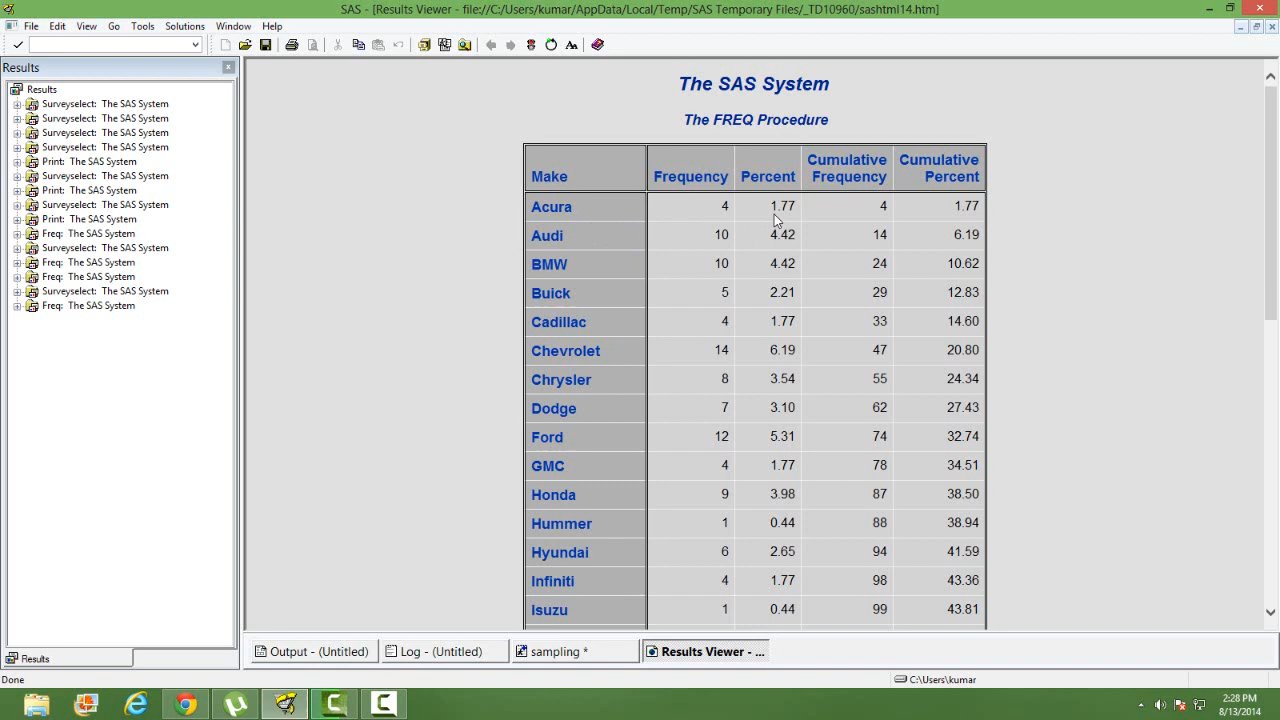 SAS - [Results Viewer - file://C:/Users/kumar/AppData/Local/Temp/SAS Temporary Files/_TD10960/sashtml14.htm]
File Edit View Go Tools Solutions Window Help
Results
Results
Surveyselect: The SAS System
Surveyselect: The SAS System
Surveyselect: The SAS System
Surveyselect: The SAS System
Print: The SAS System
Surveyselect: The SAS System
Print: The SAS System
Surveyselect: The SAS System
Print: The SAS System
Freq: The SAS System
Surveyselect: The SAS System
Freq: The SAS System
Freq: The SAS System
Surveyselect: The SAS System
Freq: The SAS System
Results
The SAS System
The FREQ Procedure
Make Frequency Percent Cumulative Frequency Cumulative Percent
Acura 4 1.77 4 1.77
Audi 10 4.42 14 6.19
BMW 10 4.42 24 10.62
Buick 5 2.21 29 12.83
Cadillac 4 1.77 33 14.60
Chevrolet 14 6.19 47 20.80
Chrysler 8 3.54 55 24.34
Dodge 7 3.10 62 27.43
Ford 12 5.31 74 32.74
GMC 4 1.77 78 34.51
Honda 9 3.98 87 38.50
Hummer 1 0.44 88 38.94
Hyundai 6 2.65 94 41.59
Infiniti 4 1.77 98 43.36
Isuzu 1 0.44 99 43.81
Output - (Untitled) Log - (Untitled) sampling * Results Viewer - ...
Done C:\Users\kumar
2:28 PM
8/13/2014